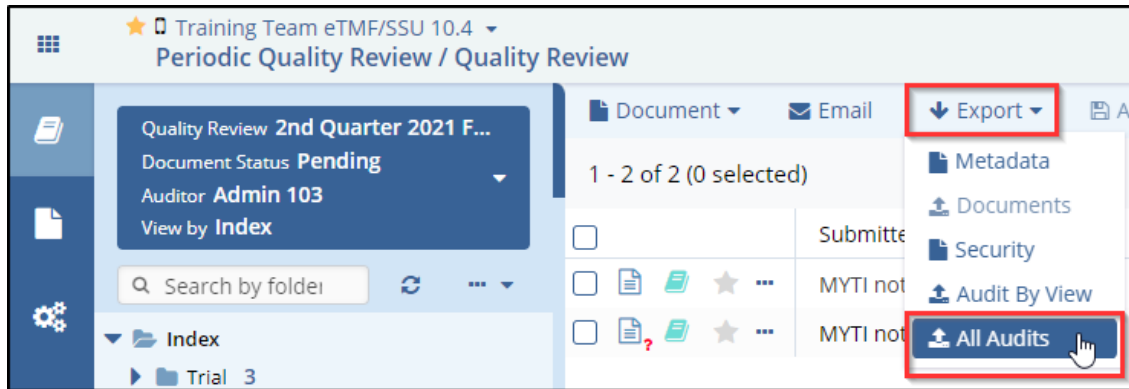 Training Team eTMF/SSU 10.4
Periodic Quality Review / Quality Review
Quality Review 2nd Quarter 2021 F...
Document Status Pending
Auditor Admin 103
View by Index
Search by folder
Index
Trial 3
Document
Email
Export
A
1 - 2 of 2 (0 selected)
Submitte
MYTI not
MYTI not
?
Metadata
Documents
Security
Audit By View
All Audits